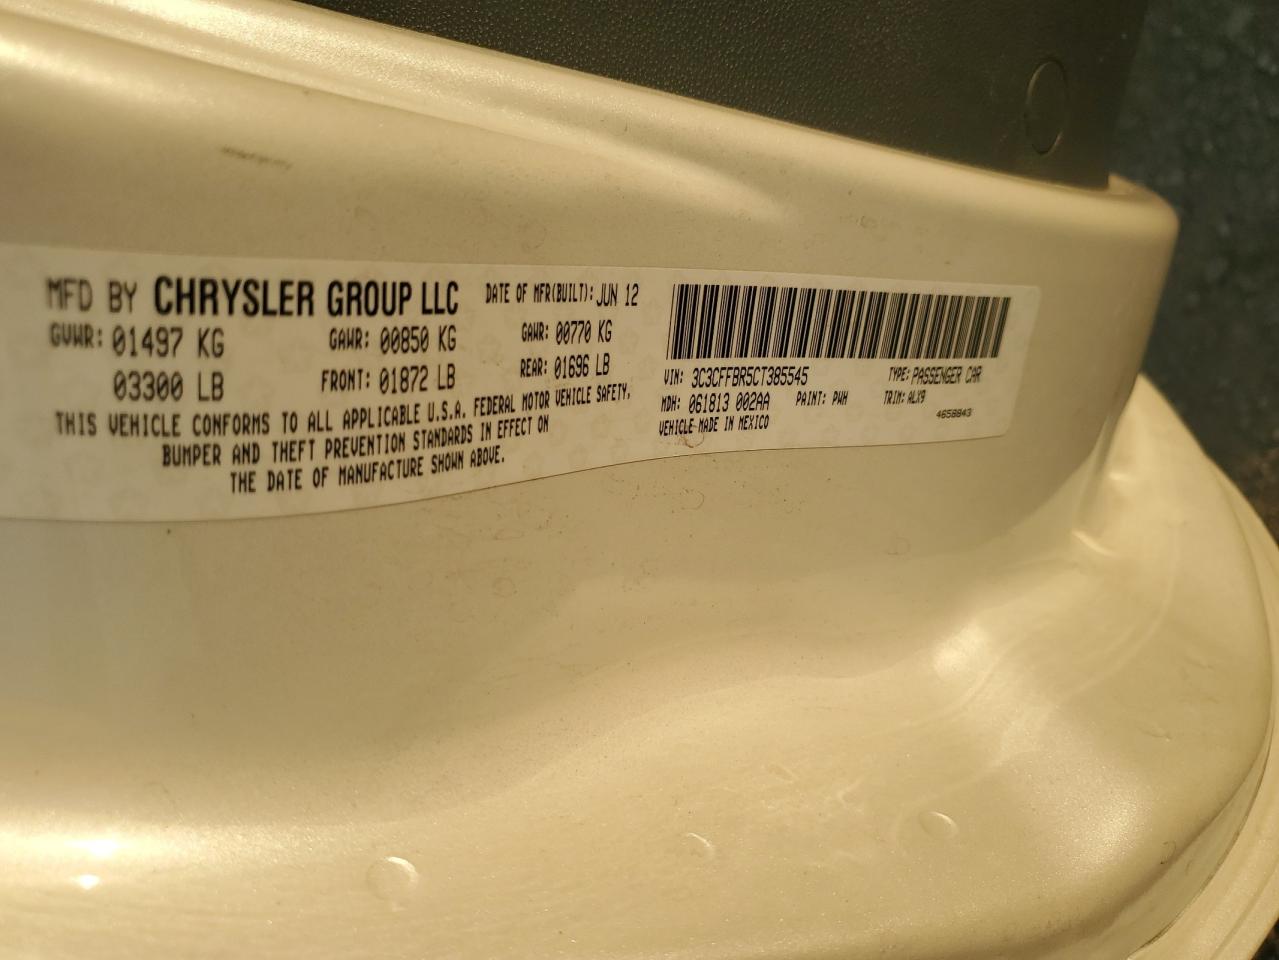 MFD BY CHRYSLER GROUP LLC DATE OF MFR(BUILT): JUN 12
GVWR: 01497 KG GAWR: 00850 KG GAWR: 00770 KG
03300 LB FRONT: 01872 LB REAR: 01696 LB
THIS VEHICLE CONFORMS TO ALL APPLICABLE U.S.A. FEDERAL MOTOR VEHICLE SAFETY,
BUMPER AND THEFT PREVENTION STANDARDS IN EFFECT ON
THE DATE OF MANUFACTURE SHOWN ABOVE.
VIN: 3C3CFFBR5CT385545 TYPE: PASSENGER CAR
MDH: 061813 002AA PAINT: PWH TRIM: ALX9
VEHICLE MADE IN MEXICO 4658843